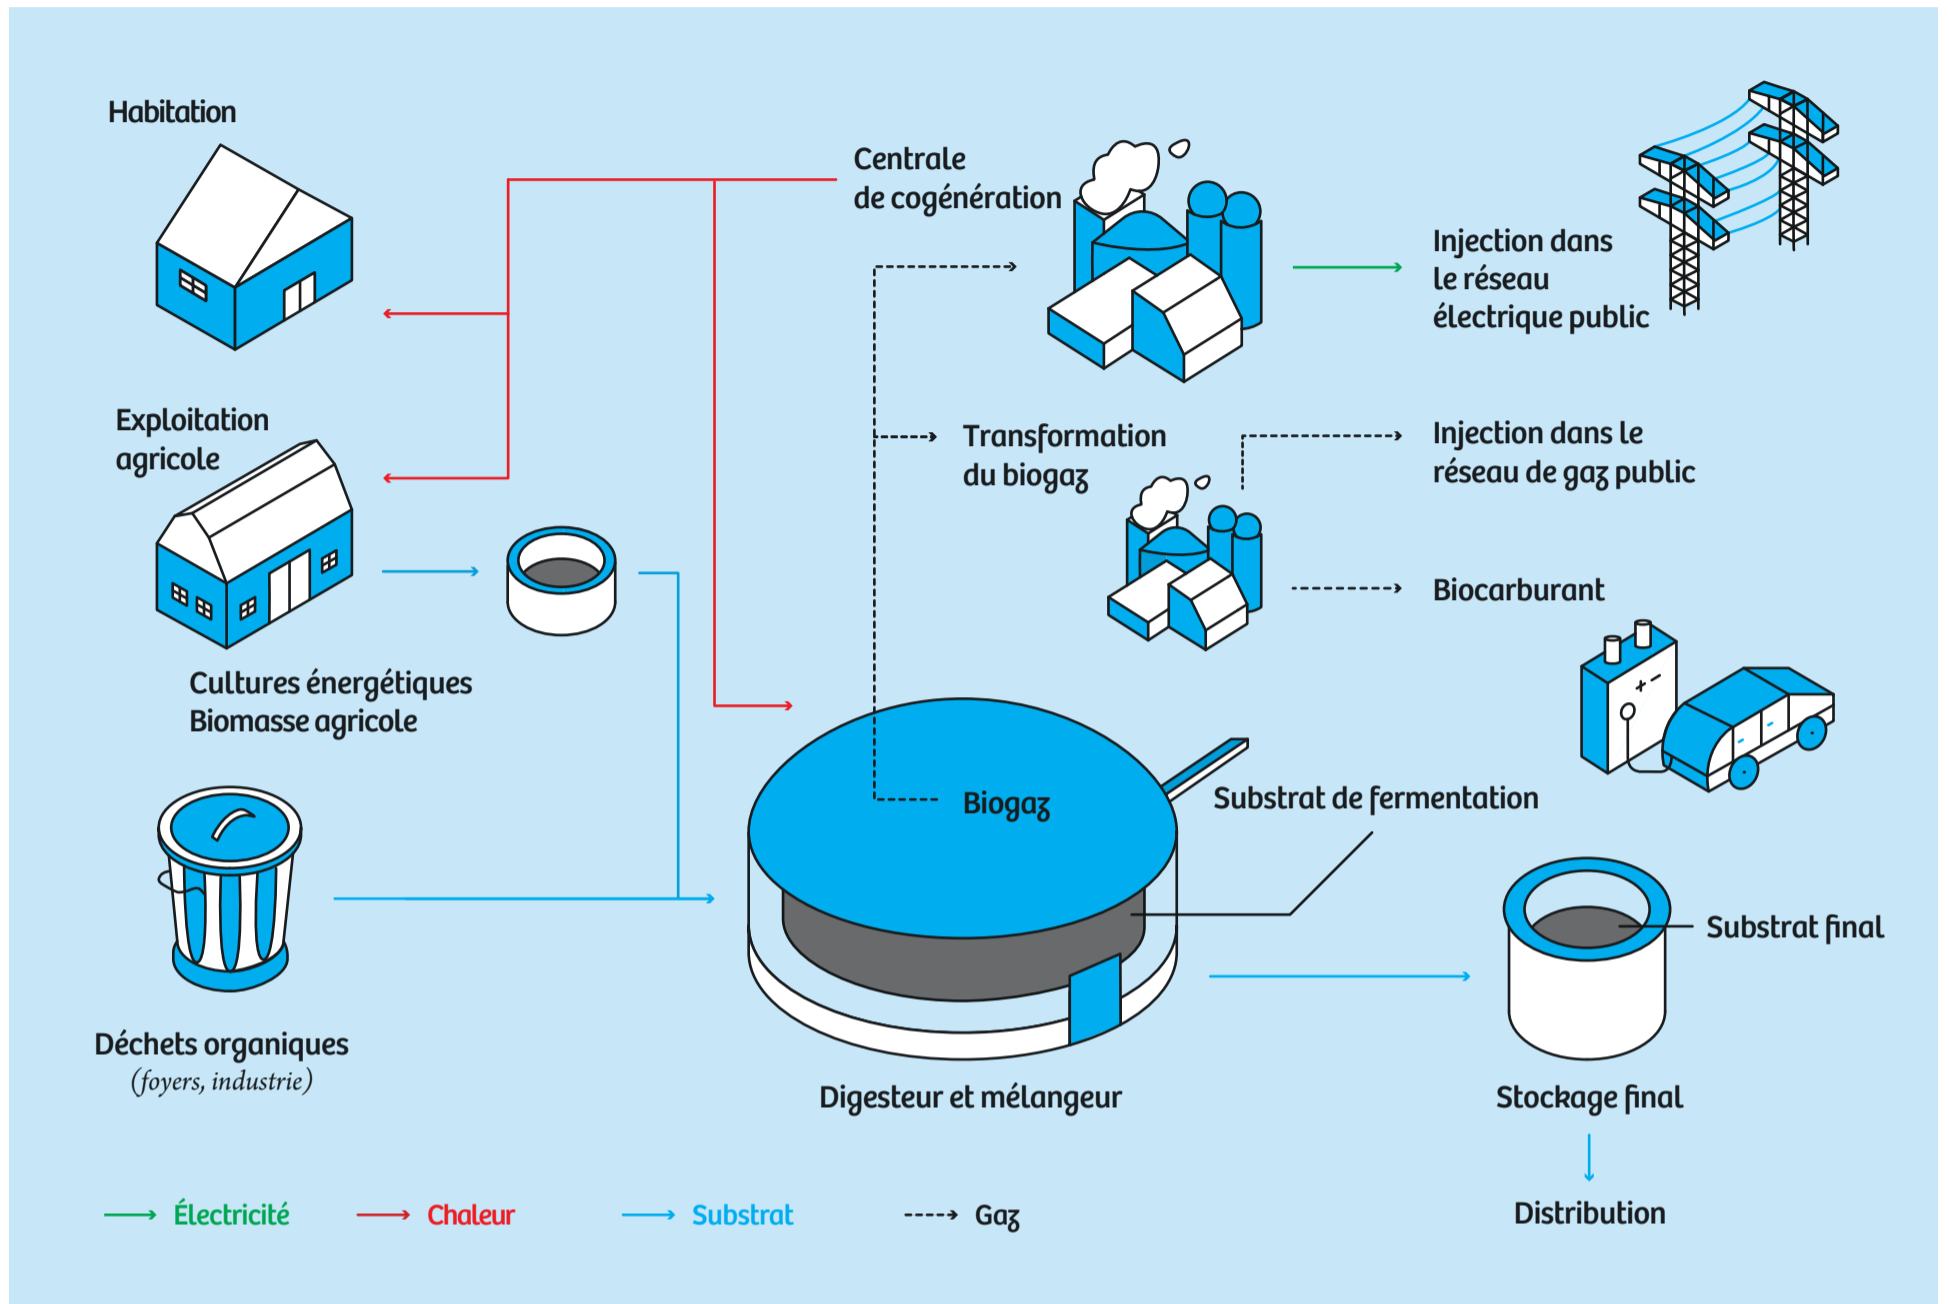 Habitation
Centrale
de cogénération
Injection dans
le réseau
électrique public
Exploitation
agricole
Transformation
du biogaz
Injection dans le
réseau de gaz public
Biocarburant
Cultures énergétiques
Biomasse agricole
+ −
Biogaz
Substrat de fermentation
Substrat final
Déchets organiques
(foyers, industrie)
Digesteur et mélangeur
Stockage final
Distribution
Électricité
Chaleur
Substrat
Gaz